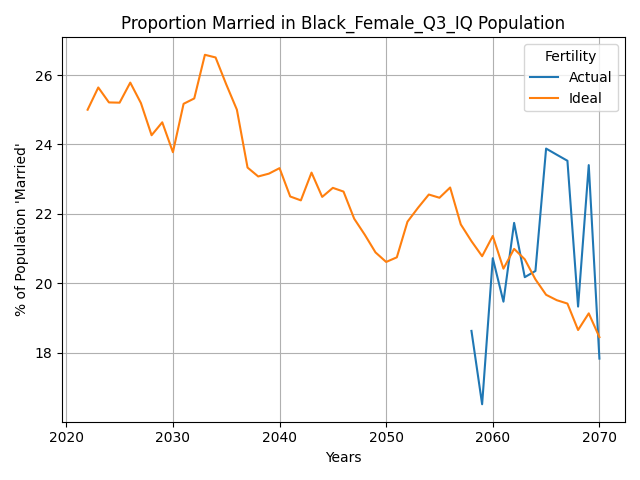 Proportion Married in Black_Female_Q3_IQ Population
Fertility
Actual
Ideal
% of Population 'Married'
26
24
22
20
18
2020 2030 2040 2050 2060 2070
Years